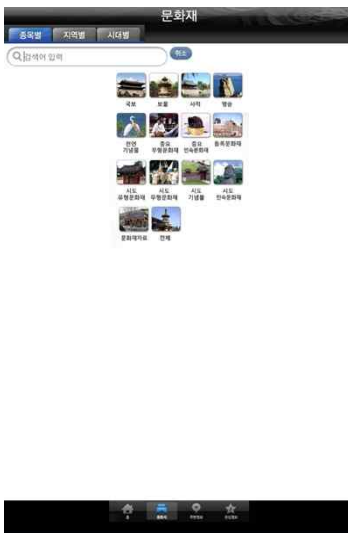 문화재
종목별 지역별 시대별
검색어 입력 취소
국보 보물 사적 명승
천연 중요 중요 등록문화재
기념물 무형문화재 민속문화재
시도 시도 시도 시도
유형문화재 무형문화재 기념물 민속문화재
문화재자료 전체
홈 문화재